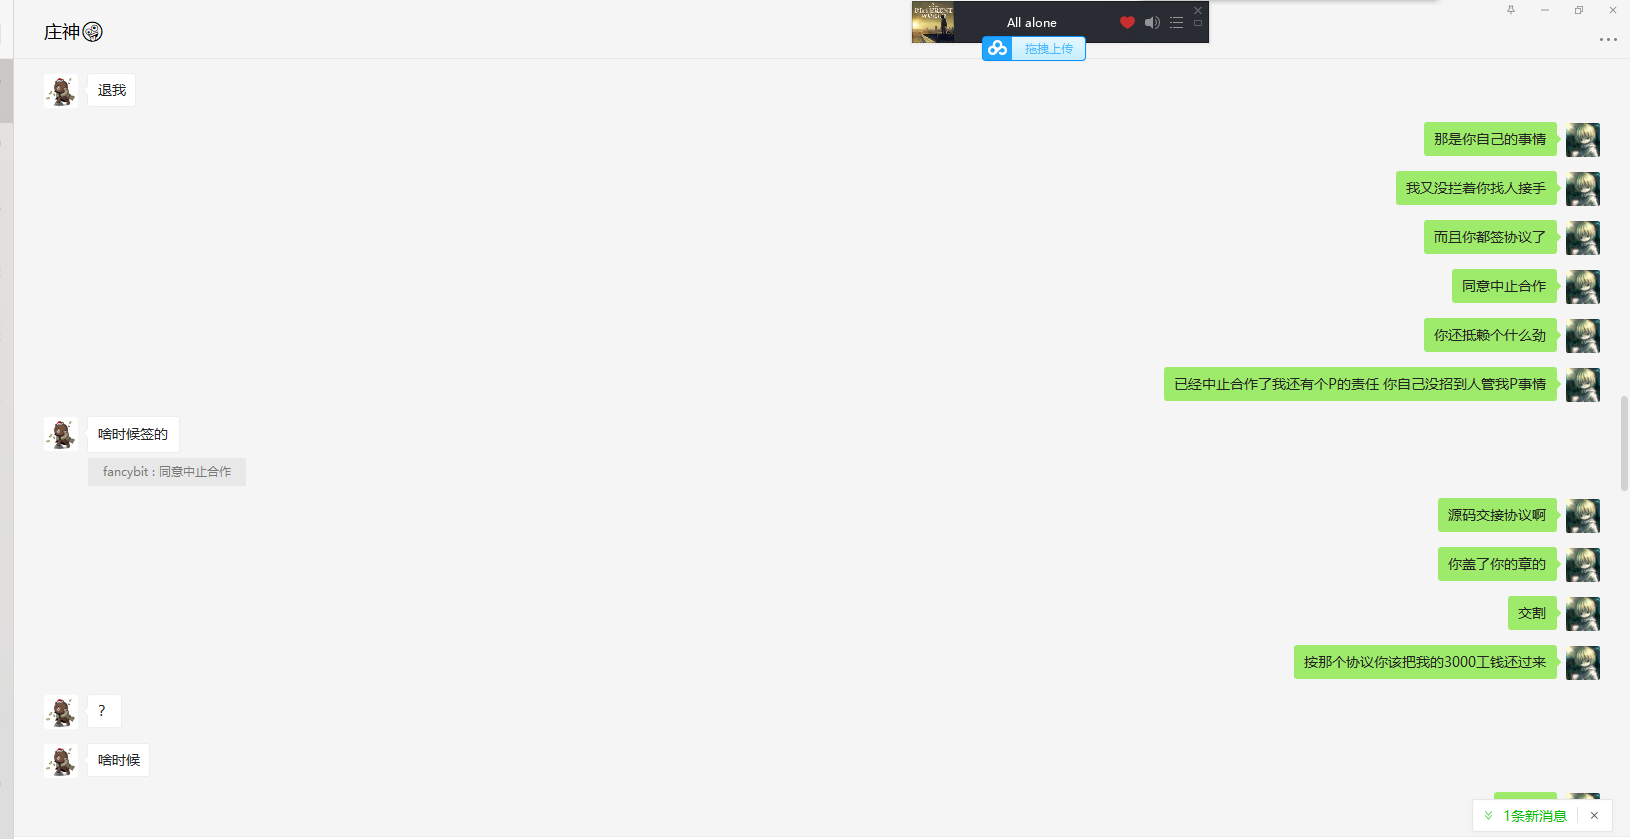 庄神
All alone
拖拽上传
退我
那是你自己的事情
我又没拦着你找人接手
而且你都签协议了
同意中止合作
你还抵赖个什么劲
已经中止合作了我还有个P的责任 你自己没招到人管我P事情
啥时候签的
fancybit : 同意中止合作
源码交接协议啊
你盖了你的章的
交割
按那个协议你该把我的3000工钱还过来
?
啥时候
1条新消息